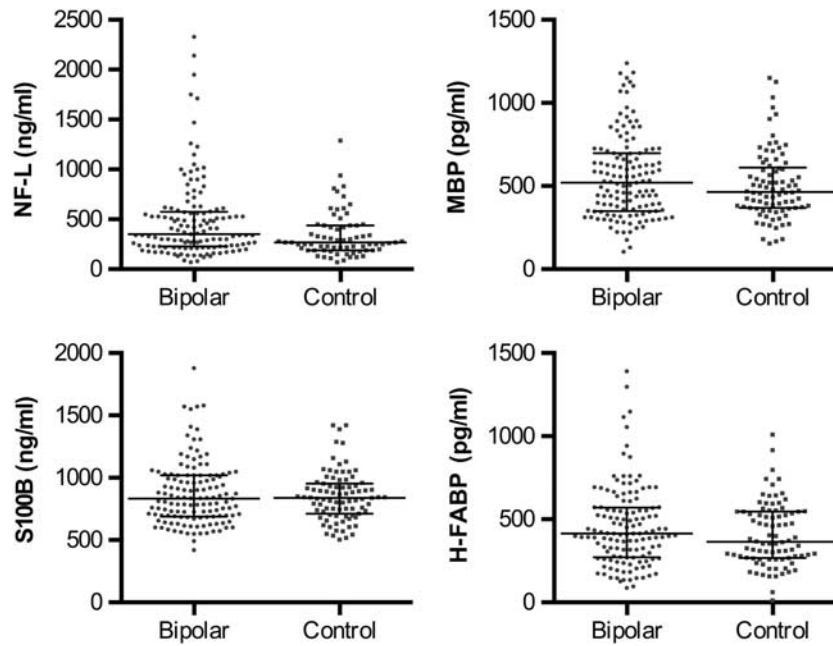 NF-L (ng/ml)
2500
2000
1500
1000
500
0
Bipolar
Control
MBP (pg/ml)
1500
1000
500
0
Bipolar
Control
S100B (ng/ml)
2000
1500
1000
500
0
Bipolar
Control
H-FABP (pg/ml)
1500
1000
500
0
Bipolar
Control